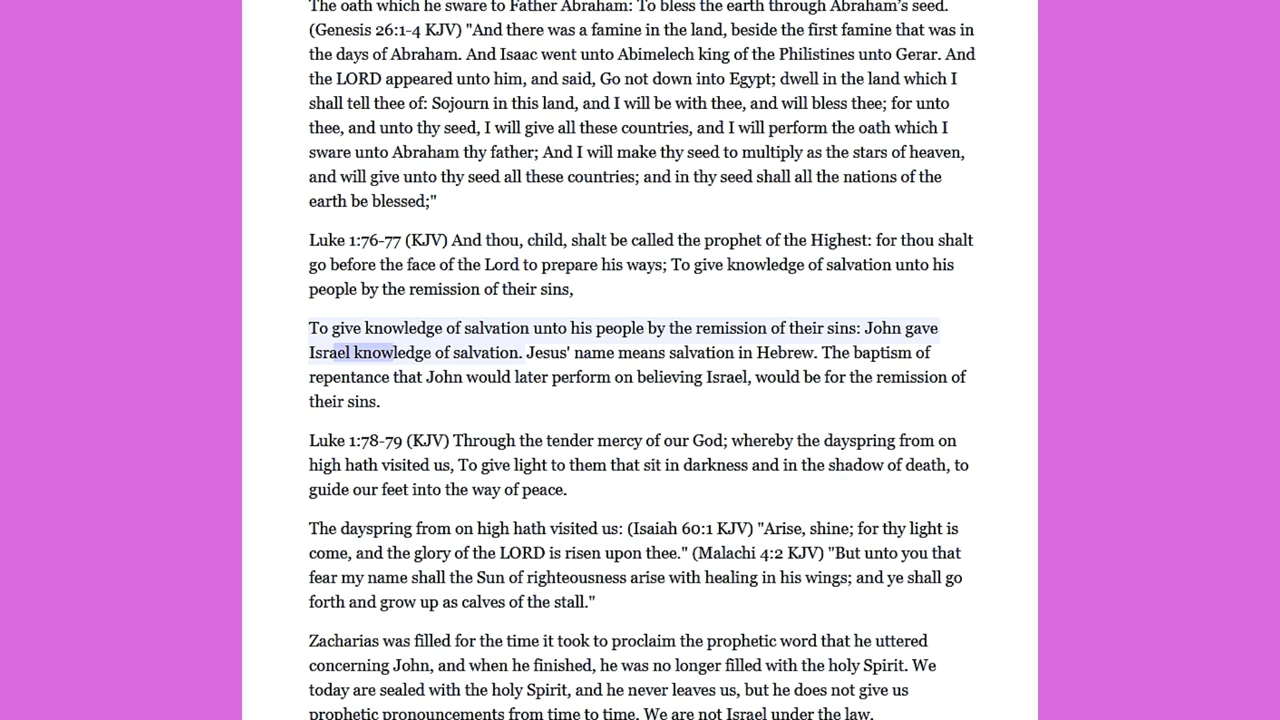 The oath which he sware to Father Abraham: To bless the earth through Abraham's seed.
(Genesis 26:1-4 KJV) "And there was a famine in the land, beside the first famine that was in
the days of Abraham. And Isaac went unto Abimelech king of the Philistines unto Gerar. And
the LORD appeared unto him, and said, Go not down into Egypt; dwell in the land which I
shall tell thee of: Sojourn in this land, and I will be with thee, and will bless thee; for unto
thee, and unto thy seed, I will give all these countries, and I will perform the oath which I
sware unto Abraham thy father; And I will make thy seed to multiply as the stars of heaven,
and will give unto thy seed all these countries; and in thy seed shall all the nations of the
earth be blessed;"
Luke 1:76-77 (KJV) And thou, child, shalt be called the prophet of the Highest: for thou shalt
go before the face of the Lord to prepare his ways; To give knowledge of salvation unto his
people by the remission of their sins,
To give knowledge of salvation unto his people by the remission of their sins: John gave
Israel knowledge of salvation. Jesus' name means salvation in Hebrew. The baptism of
repentance that John would later perform on believing Israel, would be for the remission of
their sins.
Luke 1:78-79 (KJV) Through the tender mercy of our God; whereby the dayspring from on
high hath visited us, To give light to them that sit in darkness and in the shadow of death, to
guide our feet into the way of peace.
The dayspring from on high hath visited us: (Isaiah 60:1 KJV) "Arise, shine; for thy light is
come, and the glory of the LORD is risen upon thee." (Malachi 4:2 KJV) "But unto you that
fear my name shall the Sun of righteousness arise with healing in his wings; and ye shall go
forth and grow up as calves of the stall."
Zacharias was filled for the time it took to proclaim the prophetic word that he uttered
concerning John, and when he finished, he was no longer filled with the holy Spirit. We
today are sealed with the holy Spirit, and he never leaves us, but he does not give us
prophetic pronouncements from time to time. We are not Israel under the law.